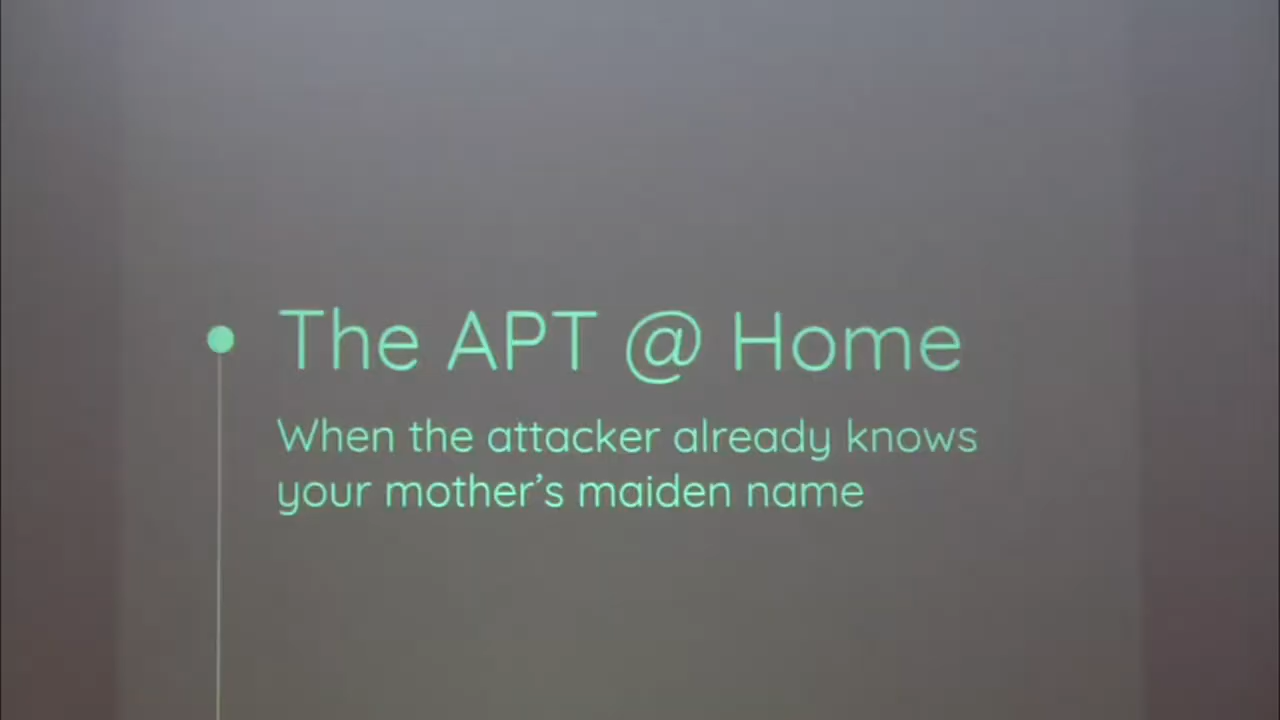 The APT @ Home
When the attacker already knows
your mother’s maiden name